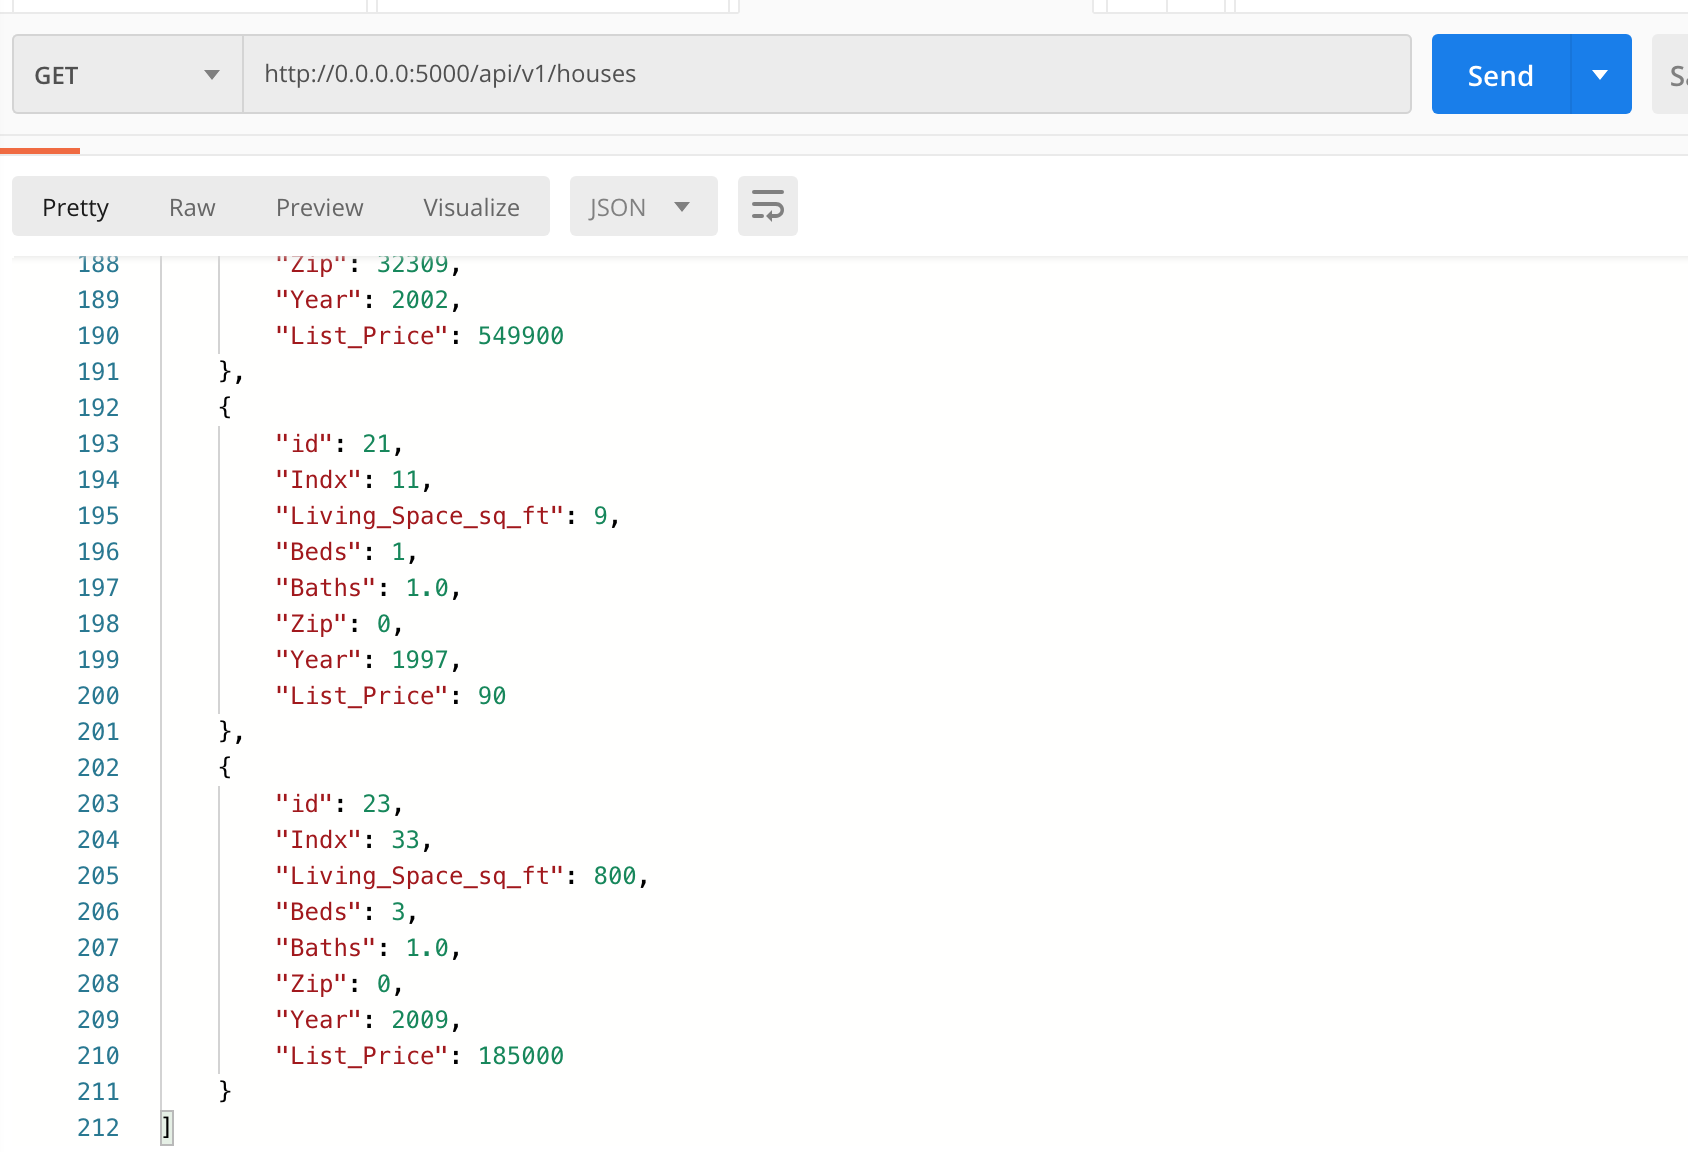 GET http://0.0.0.0:5000/api/v1/houses Send
Pretty Raw Preview Visualize JSON
188 "Zip": 32309,
189 "Year": 2002,
190 "List_Price": 549900
191 },
192 {
193 "id": 21,
194 "Indx": 11,
195 "Living_Space_sq_ft": 9,
196 "Beds": 1,
197 "Baths": 1.0,
198 "Zip": 0,
199 "Year": 1997,
200 "List_Price": 90
201 },
202 {
203 "id": 23,
204 "Indx": 33,
205 "Living_Space_sq_ft": 800,
206 "Beds": 3,
207 "Baths": 1.0,
208 "Zip": 0,
209 "Year": 2009,
210 "List_Price": 185000
211 }
212 ]